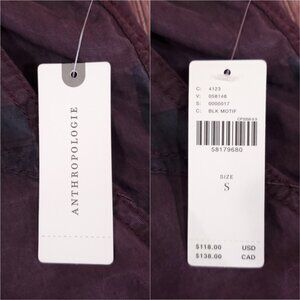 ANTHROPOLOGIE
C: 4123
V: 058146
S: 0000017
C: BLK MOTIF
58179680
SIZE
S
$118.00 USD
$138.00 CAD